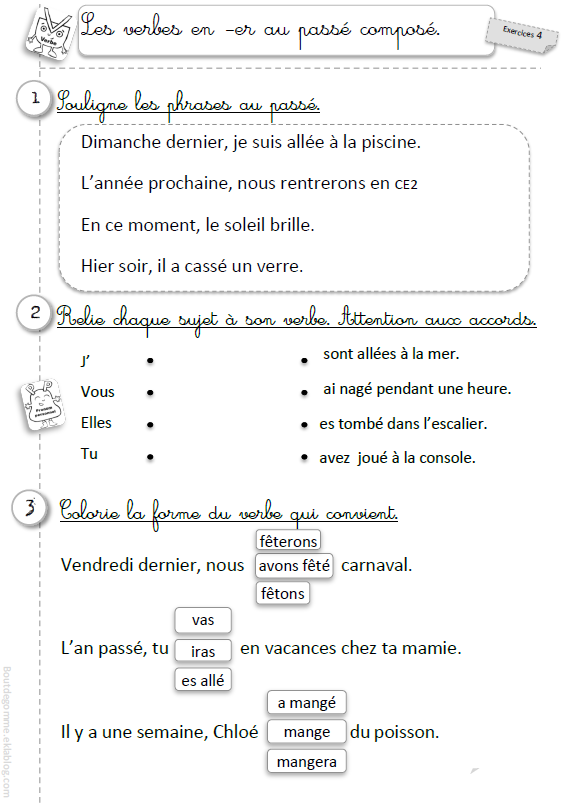 Verbe
Les verbes en -er au passé composé.
Exercices 4
1
Souligne les phrases au passé.
Dimanche dernier, je suis allée à la piscine.
L’année prochaine, nous rentrerons en CE2
En ce moment, le soleil brille.
Hier soir, il a cassé un verre.
2
Relie chaque sujet à son verbe. Attention aux accords.
J’ • • sont allées à la mer.
Vous • • ai nagé pendant une heure.
Pronom personnel
Elles • • es tombé dans l’escalier.
Tu • • avez joué à la console.
3
Colorie la forme du verbe qui convient.
fêterons
Vendredi dernier, nous avons fêté carnaval.
fêtons
vas
L’an passé, tu iras en vacances chez ta mamie.
es allé
a mangé
Il y a une semaine, Chloé mange du poisson.
mangera
Boutdegomme.eklablog.com